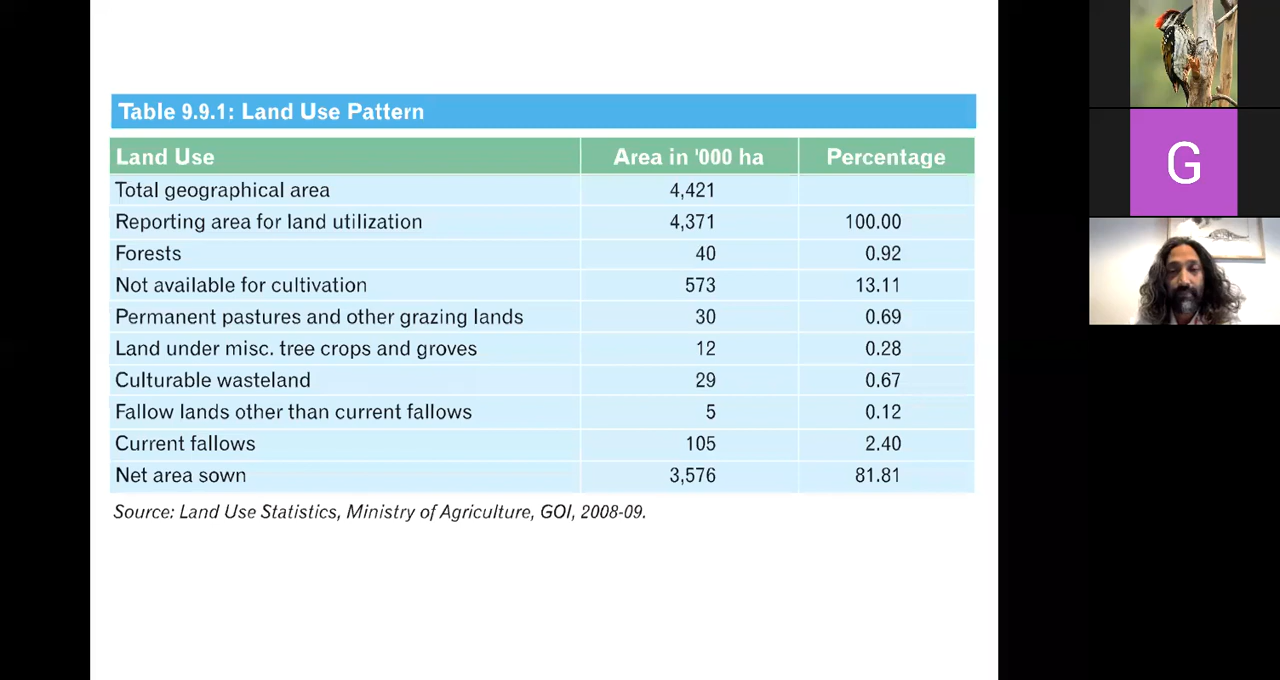 Table 9.9.1: Land Use Pattern
Land Use Area in '000 ha Percentage
Total geographical area 4,421
Reporting area for land utilization 4,371 100.00
Forests 40 0.92
Not available for cultivation 573 13.11
Permanent pastures and other grazing lands 30 0.69
Land under misc. tree crops and groves 12 0.28
Culturable wasteland 29 0.67
Fallow lands other than current fallows 5 0.12
Current fallows 105 2.40
Net area sown 3,576 81.81
Source: Land Use Statistics, Ministry of Agriculture, GOI, 2008-09.
G